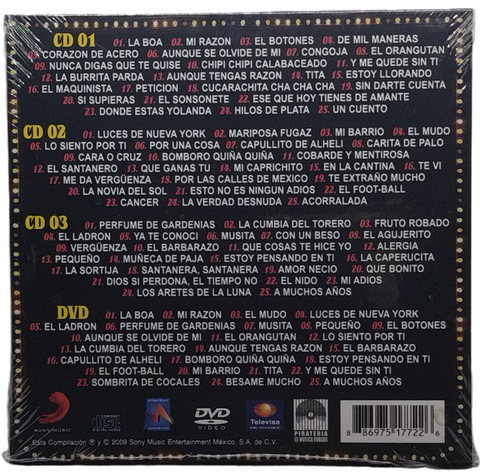 CD 01 01. LA BOA 02. MI RAZON 03. EL BOTONES 04. DE MIL MANERAS
05. CORAZON DE ACERO 04. AUNQUE SE OLVIDE DE MI 07. CONGOJA 08. EL ORANGUTAN
09. NUNCA DIGAS QUE TE QUISE 10. CHIPI CHIPI CALABACEADO 11. Y ME QUEDE SIN TI
12. LA BURRITA PARDA 13. AUNQUE TENGAS RAZON 14. TITA 15. ESTOY LLORANDO
16. EL MAQUINISTA 17. PETICION 18. CUCARACHITA CHA CHA CHA 19. SIN DARTE CUENTA
20. SI SUPIERAS 21. EL SONSONETE 22. ESE QUE HOY TIENES DE AMANTE
23. DONDE ESTAS YOLANDA 24. HILOS DE PLATA 25. UN CUENTO
CD 02 01. LUCES DE NUEVA YORK 02. MARIPOSA FUGAZ 03. MI BARRIO 04. EL MUDO
05. LO SIENTO POR TI 06. POR UNA COSA 07. CAPULLITO DE ALHELI 08. CARITA DE PALO
09. CARA O CRUZ 10. BOMBORO QUIÑA QUIÑA 11. COBARDE Y MENTIROSA
12. EL SANTANERO 13. QUE GANAS TU 14. MI CAPRICHITO 15. EN LA CANTINA 16. TE VI
17. ME DA VERGÜENZA 18. POR LAS CALLES DE MEXICO 19. TE EXTRAÑO MUCHO
20. LA NOVIA DEL SOL 21. ESTO NO ES NINGUN ADIOS 22. EL FOOT-BALL
23. CANCER 24. LA VERDAD DESNUDA 25. ACORRALADA
CD 03 01. PERFUME DE GARDENIAS 02. LA CUMBIA DEL TORERO 03. FRUTO ROBADO
04. EL LADRON 05. YA TE CONOCI 06. MUSITA 07. CON UN BESO 08. EL AGUJERITO
09. VERGÜENZA 10. EL BARBARAZO 11. QUE COSAS TE HICE YO 12. ALERGIA
13. PEQUEÑO 14. MUÑECA DE PAJA 15. ESTOY PENSANDO EN TI 16. LA CAPERUCITA
17. LA SORTIJA 18. SANTANERA, SANTANERA 19. AMOR NECIO 20. QUE BONITO
21. DIOS SI PERDONA, EL TIEMPO NO 22. EL NIDO 23. MI ADIOS
24. LOS ARETES DE LA LUNA 25. A MUCHOS AÑOS
DVD 01. LA BOA 02. MI RAZON 03. EL MUDO 04. LUCES DE NUEVA YORK
05. EL LADRON 06. PERFUME DE GARDENIAS 07. MUSITA 08. PEQUEÑO 09. EL BOTONES
10. AUNQUE SE OLVIDE DE MI 11. EL ORANGUTAN 12. LO SIENTO POR TI
13. LA CUMBIA DEL TORERO 14. AUNQUE TENGAS RAZON 15. EL BARBARAZO
16. CAPULLITO DE ALHELI 17. BOMBORO QUIÑA QUIÑA 18. ESTOY PENSANDO EN TI
19. EL FOOT-BALL 20. MI BARRIO 21. TITA 22. Y ME QUEDE SIN TI
23. SOMBRITA DE COCALES 24. BESAME MUCHO 25. A MUCHOS AÑOS
SONY MUSIC
DVD VIDEO
Televisa
PIRATERIA ES MUSICA ROBADA
8 86975 17722 6
Esta Compilación ℗ y © 2009 Sony Music Entertainment México, S.A. de C.V.